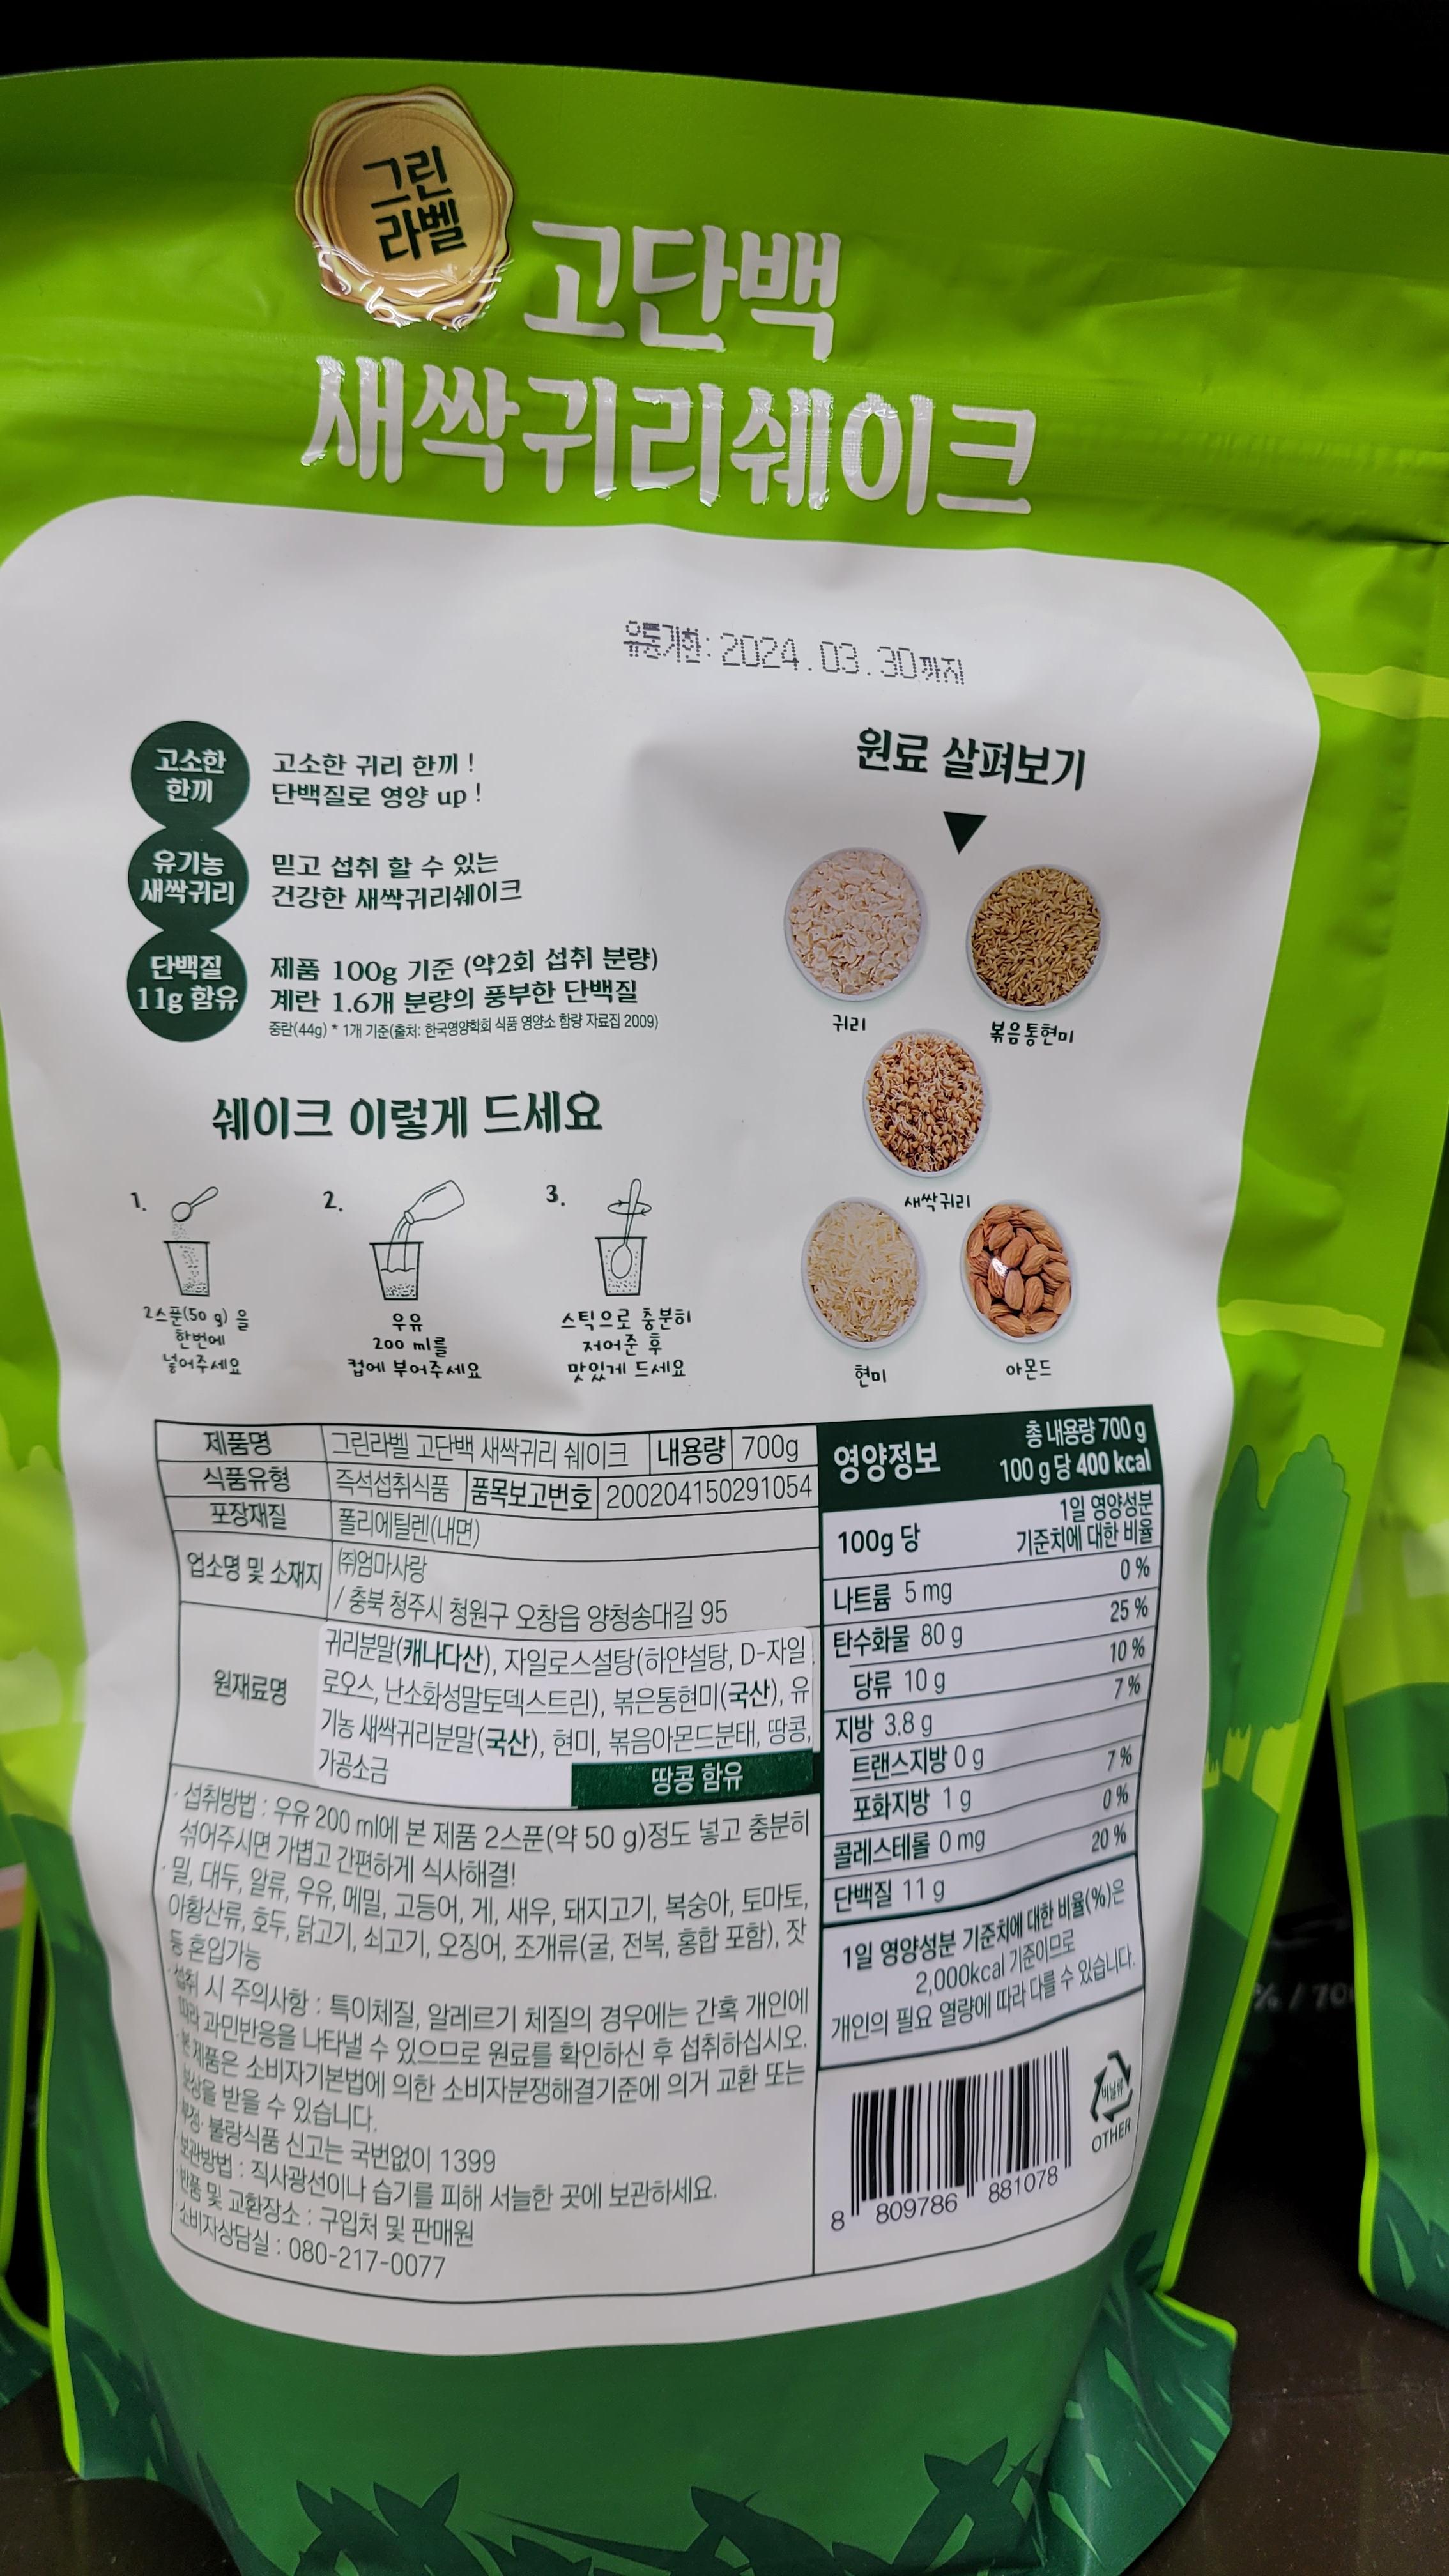 그린
라벨
고단백
새싹귀리쉐이크
유통기한: 2024.03.30까지
고소한
한끼
고소한 귀리 한끼 !
단백질로 영양 up !
유기농
새싹귀리
믿고 섭취 할 수 있는
건강한 새싹귀리쉐이크
단백질
11g 함유
제품 100g 기준 (약2회 섭취 분량)
계란 1.6개 분량의 풍부한 단백질
중란(44g) * 1개 기준(출처: 한국영양학회 식품 영양소 함량 자료집 2009)
원료 살펴보기
귀리
볶음통현미
새싹귀리
현미
아몬드
쉐이크 이렇게 드세요
1.
2스푼(50 g) 을
한번에
넣어주세요
2.
우유
200 ml를
컵에 부어주세요
3.
스틱으로 충분히
저어준 후
맛있게 드세요
제품명 그린라벨 고단백 새싹귀리 쉐이크 내용량 700g
식품유형 즉석섭취식품 품목보고번호 200204150291054
포장재질 폴리에틸렌(내면)
업소명 및 소재지 ㈜엄마사랑
/ 충북 청주시 청원구 오창읍 양청송대길 95
원재료명
귀리분말(캐나다산), 자일로스설탕(하얀설탕, D-자일
로오스, 난소화성말토덱스트린), 볶은통현미(국산), 유
기농 새싹귀리분말(국산), 현미, 볶음아몬드분태, 땅콩,
가공소금
땅콩 함유
· 섭취방법 : 우유 200 ml에 본 제품 2스푼(약 50 g)정도 넣고 충분히
섞어주시면 가볍고 간편하게 식사해결!
· 밀, 대두, 알류, 우유, 메밀, 고등어, 게, 새우, 돼지고기, 복숭아, 토마토,
아황산류, 호두, 닭고기, 쇠고기, 오징어, 조개류(굴, 전복, 홍합 포함), 잣
등 혼입가능
· 섭취 시 주의사항 : 특이체질, 알레르기 체질의 경우에는 간혹 개인에
따라 과민반응을 나타낼 수 있으므로 원료를 확인하신 후 섭취하십시오.
· 본 제품은 소비자기본법에 의한 소비자분쟁해결기준에 의거 교환 또는
보상을 받을 수 있습니다.
· 부정·불량식품 신고는 국번없이 1399
· 보관방법 : 직사광선이나 습기를 피해 서늘한 곳에 보관하세요.
· 반품 및 교환장소 : 구입처 및 판매원
· 소비자상담실 : 080-217-0077
영양정보
총 내용량 700 g
100 g 당 400 kcal
100g 당
1일 영양성분
기준치에 대한 비율
나트륨 5 mg 0 %
탄수화물 80 g 25 %
당류 10 g 10 %
지방 3.8 g 7 %
트랜스지방 0 g
포화지방 1 g 7 %
콜레스테롤 0 mg 0 %
단백질 11 g 20 %
1일 영양성분 기준치에 대한 비율(%)은
2,000kcal 기준이므로
개인의 필요 열량에 따라 다를 수 있습니다.
8 809786 881078
비닐류
OTHER